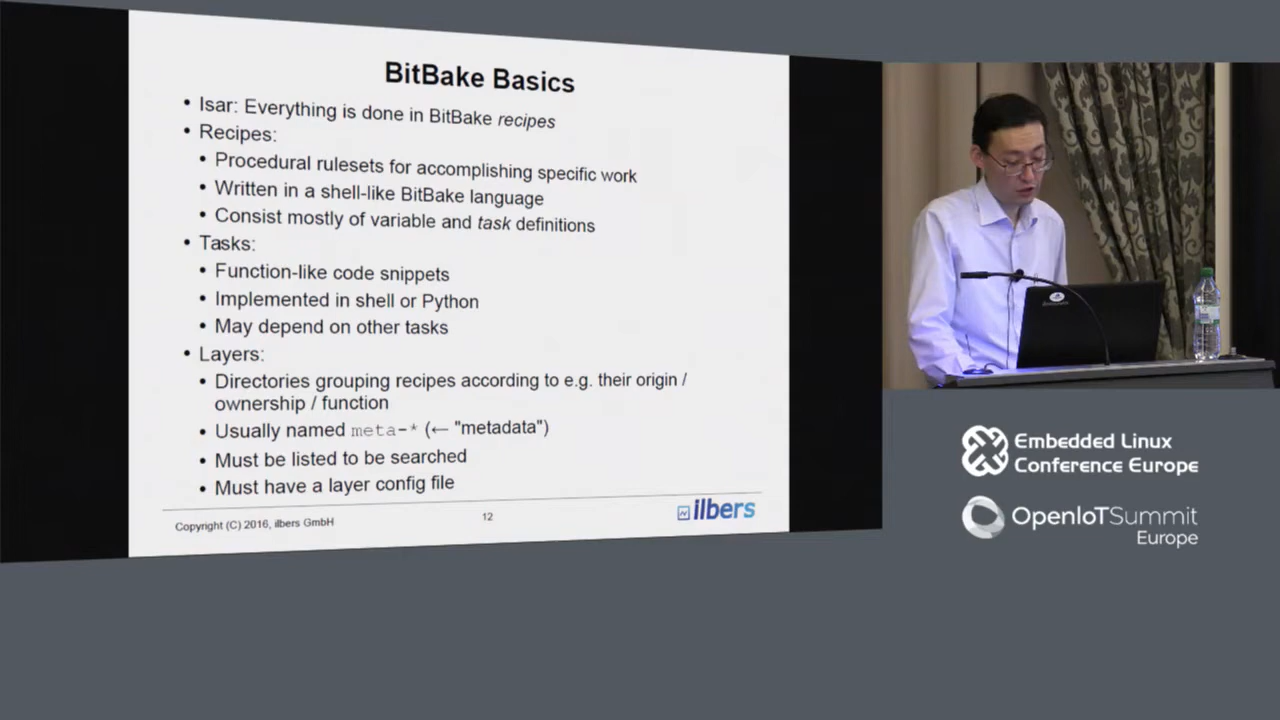 BitBake Basics
• Isar: Everything is done in BitBake recipes
• Recipes:
• Procedural rulesets for accomplishing specific work
• Written in a shell-like BitBake language
• Consist mostly of variable and task definitions
• Tasks:
• Function-like code snippets
• Implemented in shell or Python
• May depend on other tasks
• Layers:
• Directories grouping recipes according to e.g. their origin /
ownership / function
• Usually named meta-* (← "metadata")
• Must be listed to be searched
• Must have a layer config file
Copyright (C) 2016, ilbers GmbH
12
ilbers
Embedded Linux
Conference Europe
OpenIoTSummit
Europe